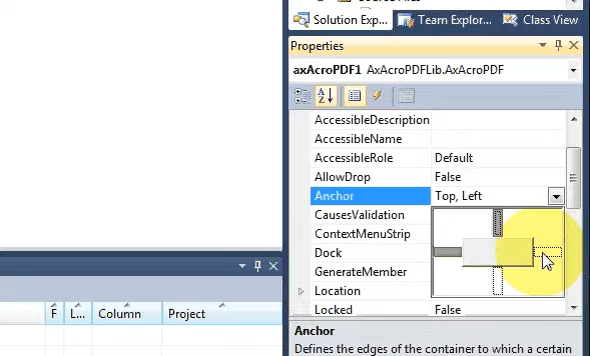 Solution Exp... Team Explor... Class View
Properties
axAcroPDF1 AxAcroPDFLib.AxAcroPDF
AccessibleDescription
AccessibleName
AccessibleRole Default
AllowDrop False
Anchor Top, Left
CausesValidation
ContextMenuStrip
Dock
GenerateMember
Location
Locked False
F L... Column Project
Anchor
Defines the edges of the container to which a certain